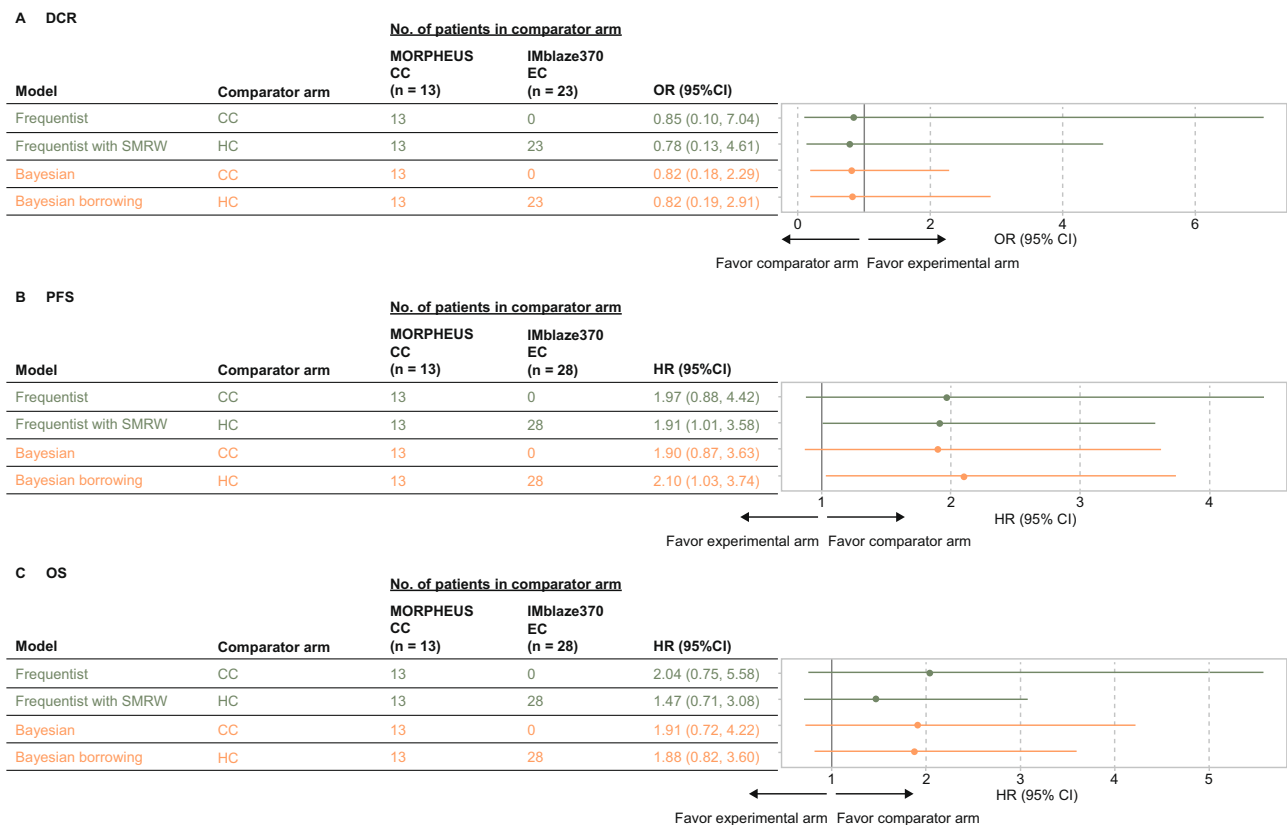 A DCR
No. of patients in comparator arm
MORPHEUS IMblaze370
CC EC
Model Comparator arm (n = 13) (n = 23) OR (95%CI)
Frequentist CC 13 0 0.85 (0.10, 7.04)
Frequentist with SMRW HC 13 23 0.78 (0.13, 4.61)
Bayesian CC 13 0 0.82 (0.18, 2.29)
Bayesian borrowing HC 13 23 0.82 (0.19, 2.91)
0 2 4 6
OR (95% CI)
Favor comparator arm Favor experimental arm
B PFS
No. of patients in comparator arm
MORPHEUS IMblaze370
CC EC
Model Comparator arm (n = 13) (n = 28) HR (95%CI)
Frequentist CC 13 0 1.97 (0.88, 4.42)
Frequentist with SMRW HC 13 28 1.91 (1.01, 3.58)
Bayesian CC 13 0 1.90 (0.87, 3.63)
Bayesian borrowing HC 13 28 2.10 (1.03, 3.74)
1 2 3 4
HR (95% CI)
Favor experimental arm Favor comparator arm
C OS
No. of patients in comparator arm
MORPHEUS IMblaze370
CC EC
Model Comparator arm (n = 13) (n = 28) HR (95%CI)
Frequentist CC 13 0 2.04 (0.75, 5.58)
Frequentist with SMRW HC 13 28 1.47 (0.71, 3.08)
Bayesian CC 13 0 1.91 (0.72, 4.22)
Bayesian borrowing HC 13 28 1.88 (0.82, 3.60)
1 2 3 4 5
HR (95% CI)
Favor experimental arm Favor comparator arm